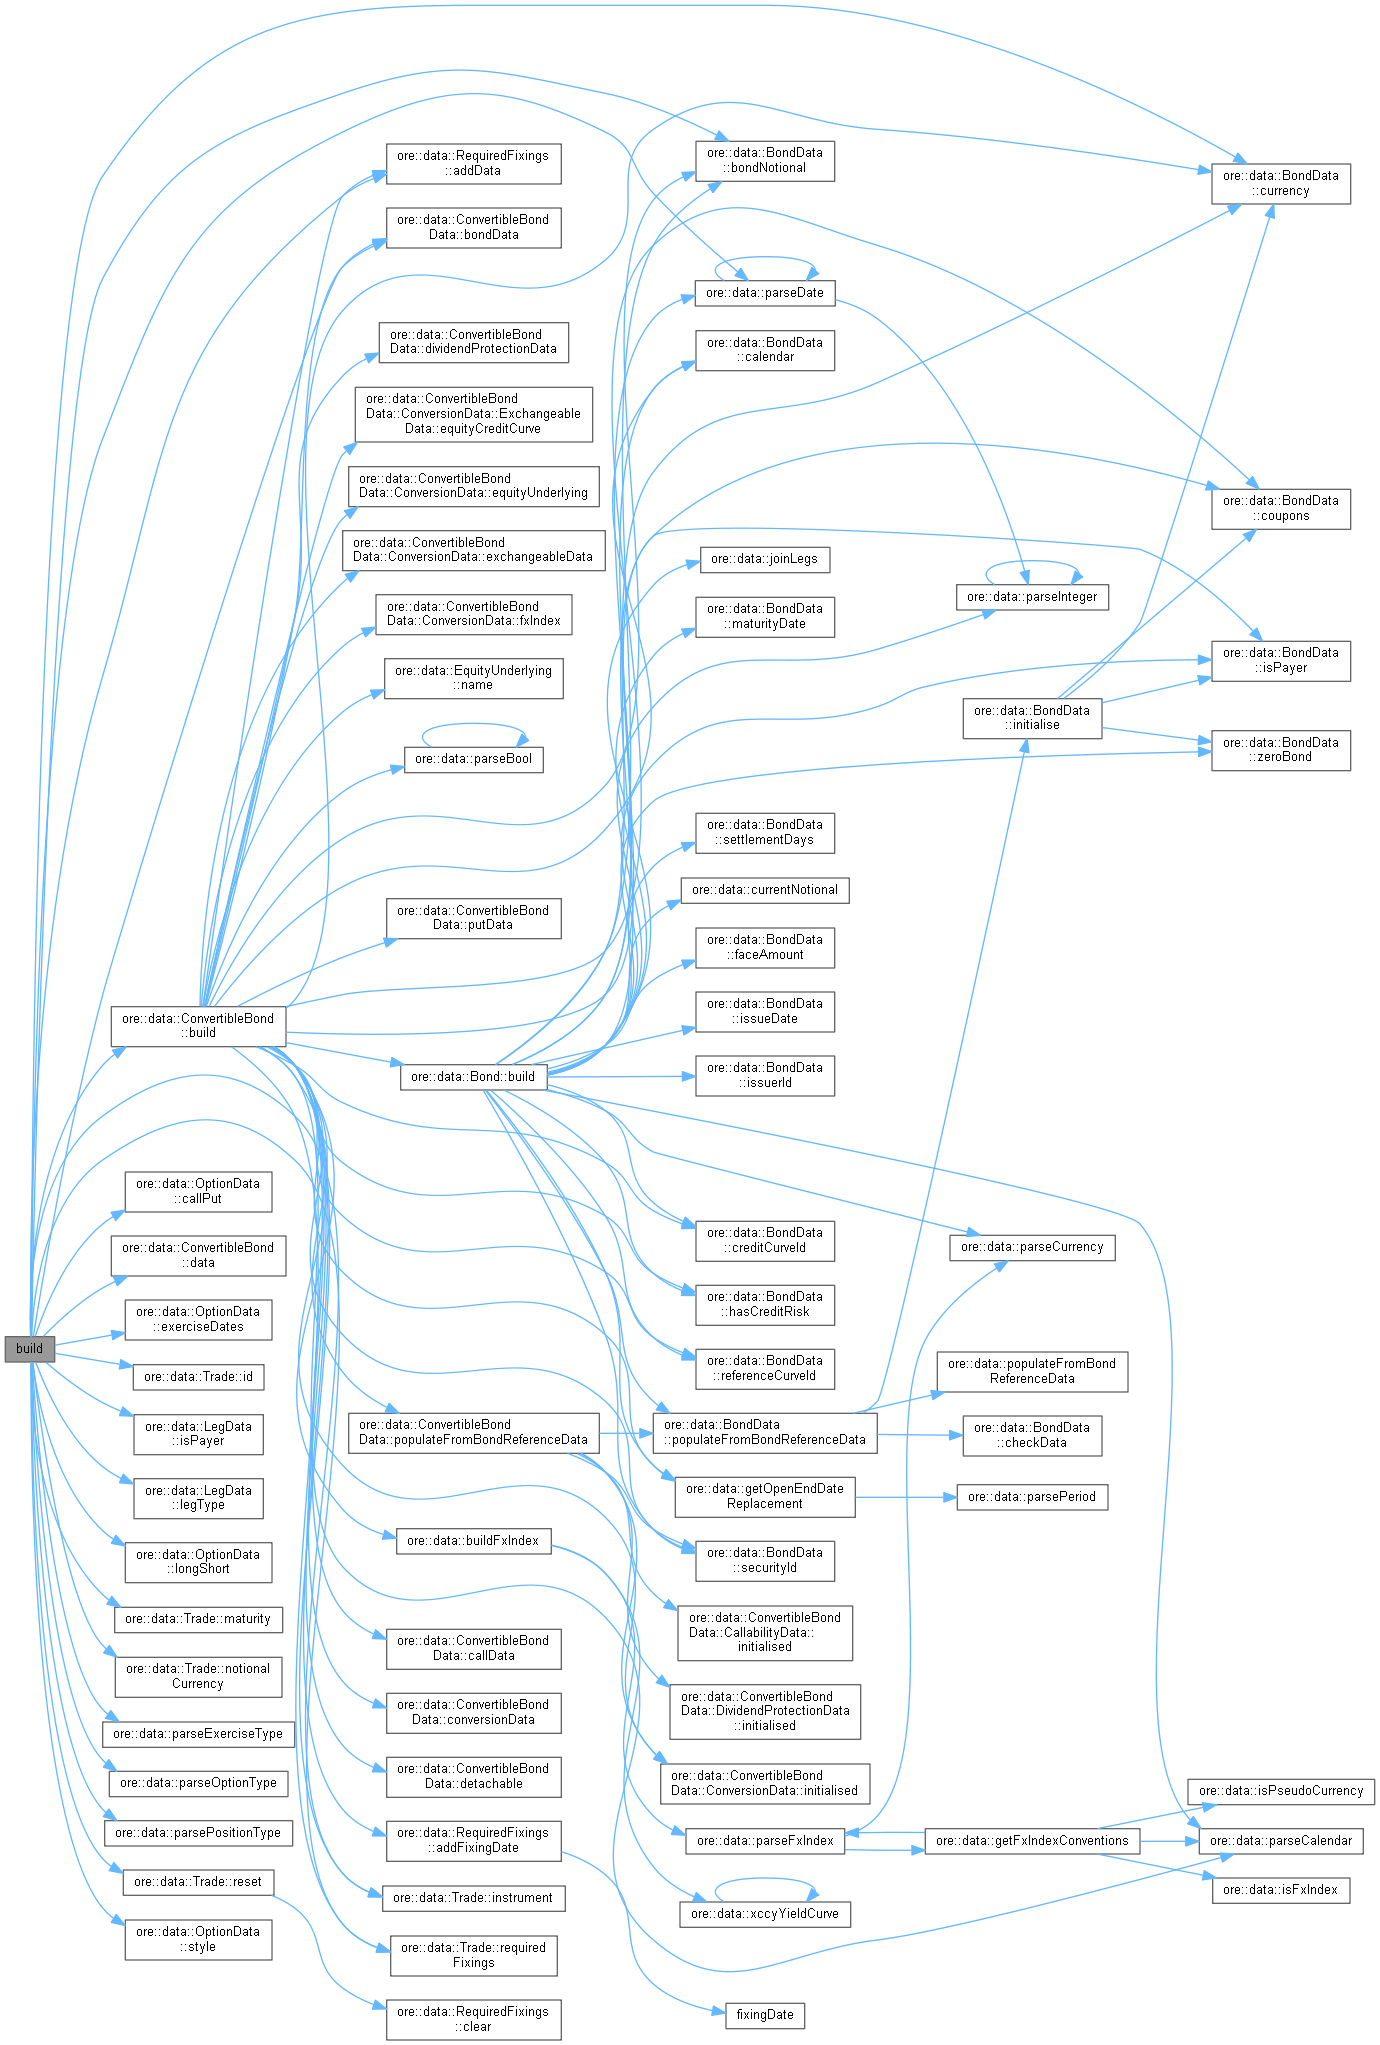 build
ore::data::RequiredFixings
::addData
ore::data::ConvertibleBond
Data::bondData
ore::data::ConvertibleBond
Data::dividendProtectionData
ore::data::ConvertibleBond
Data::ConversionData::Exchangeable
Data::equityCreditCurve
ore::data::ConvertibleBond
Data::ConversionData::equityUnderlying
ore::data::ConvertibleBond
Data::ConversionData::exchangeableData
ore::data::ConvertibleBond
Data::ConversionData::fxIndex
ore::data::EquityUnderlying
::name
ore::data::parseBool
ore::data::ConvertibleBond
Data::putData
ore::data::ConvertibleBond
::build
ore::data::Bond::build
ore::data::OptionData
::callPut
ore::data::ConvertibleBond
::data
ore::data::OptionData
::exerciseDates
ore::data::Trade::id
ore::data::LegData
::isPayer
ore::data::LegData
::legType
ore::data::OptionData
::longShort
ore::data::Trade::maturity
ore::data::Trade::notional
Currency
ore::data::parseExerciseType
ore::data::parseOptionType
ore::data::parsePositionType
ore::data::Trade::reset
ore::data::OptionData
::style
ore::data::ConvertibleBond
Data::populateFromBondReferenceData
ore::data::buildFxIndex
ore::data::ConvertibleBond
Data::callData
ore::data::ConvertibleBond
Data::conversionData
ore::data::ConvertibleBond
Data::detachable
ore::data::RequiredFixings
::addFixingDate
ore::data::Trade::instrument
ore::data::Trade::required
Fixings
ore::data::RequiredFixings
::clear
ore::data::BondData
::bondNotional
ore::data::parseDate
ore::data::BondData
::calendar
ore::data::joinLegs
ore::data::BondData
::maturityDate
ore::data::BondData
::settlementDays
ore::data::currentNotional
ore::data::BondData
::faceAmount
ore::data::BondData
::issueDate
ore::data::BondData
::issuerId
ore::data::BondData
::creditCurveId
ore::data::BondData
::hasCreditRisk
ore::data::BondData
::referenceCurveId
ore::data::BondData
::populateFromBondReferenceData
ore::data::getOpenEndDate
Replacement
ore::data::BondData
::securityId
ore::data::ConvertibleBond
Data::CallabilityData::
initialised
ore::data::ConvertibleBond
Data::DividendProtectionData
::initialised
ore::data::ConvertibleBond
Data::ConversionData::initialised
ore::data::parseFxIndex
ore::data::xccyYieldCurve
fixingDate
ore::data::parseInteger
ore::data::BondData
::initialise
ore::data::parseCurrency
ore::data::populateFromBond
ReferenceData
ore::data::BondData
::checkData
ore::data::parsePeriod
ore::data::getFxIndexConventions
ore::data::BondData
::currency
ore::data::BondData
::coupons
ore::data::BondData
::isPayer
ore::data::BondData
::zeroBond
ore::data::isPseudoCurrency
ore::data::parseCalendar
ore::data::isFxIndex